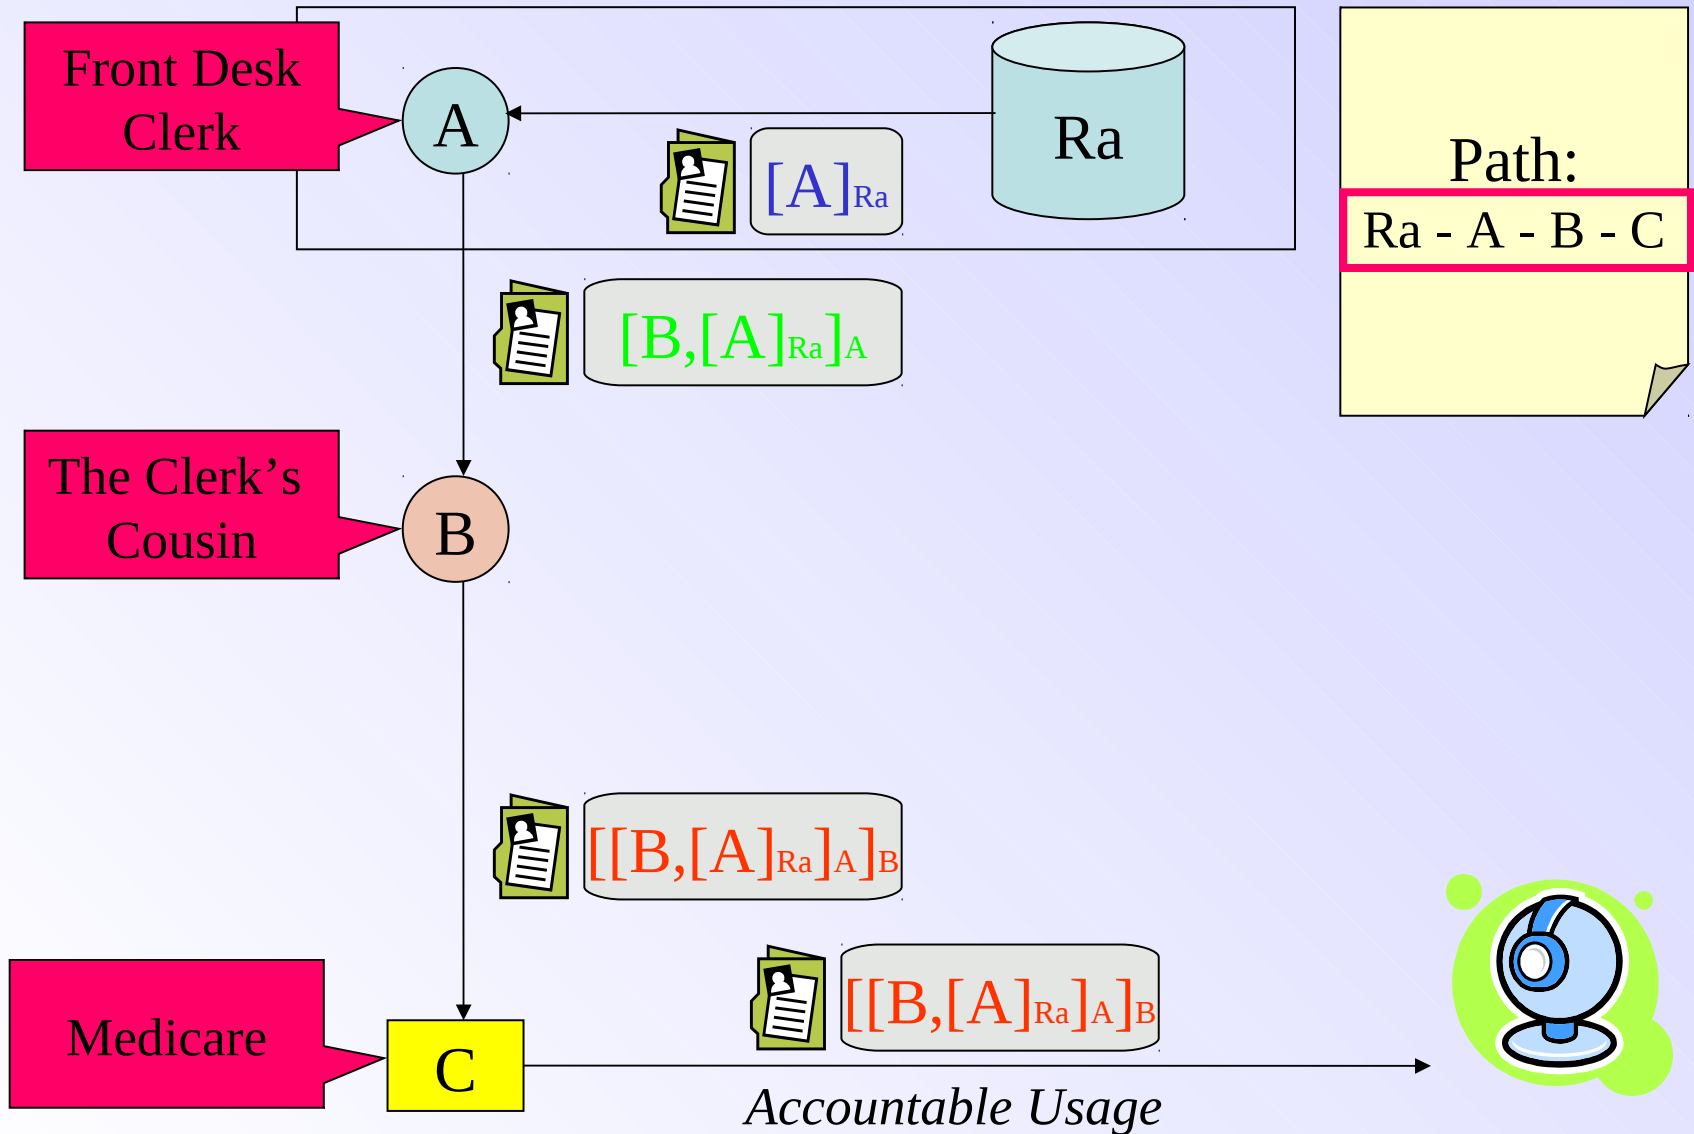 Front Desk
Clerk
A
Ra
[A]Ra
Path:
Ra - A - B - C
[B,[A]Ra]A
The Clerk’s
Cousin
B
[[B,[A]Ra]A]B
[[B,[A]Ra]A]B
Medicare
C
Accountable Usage